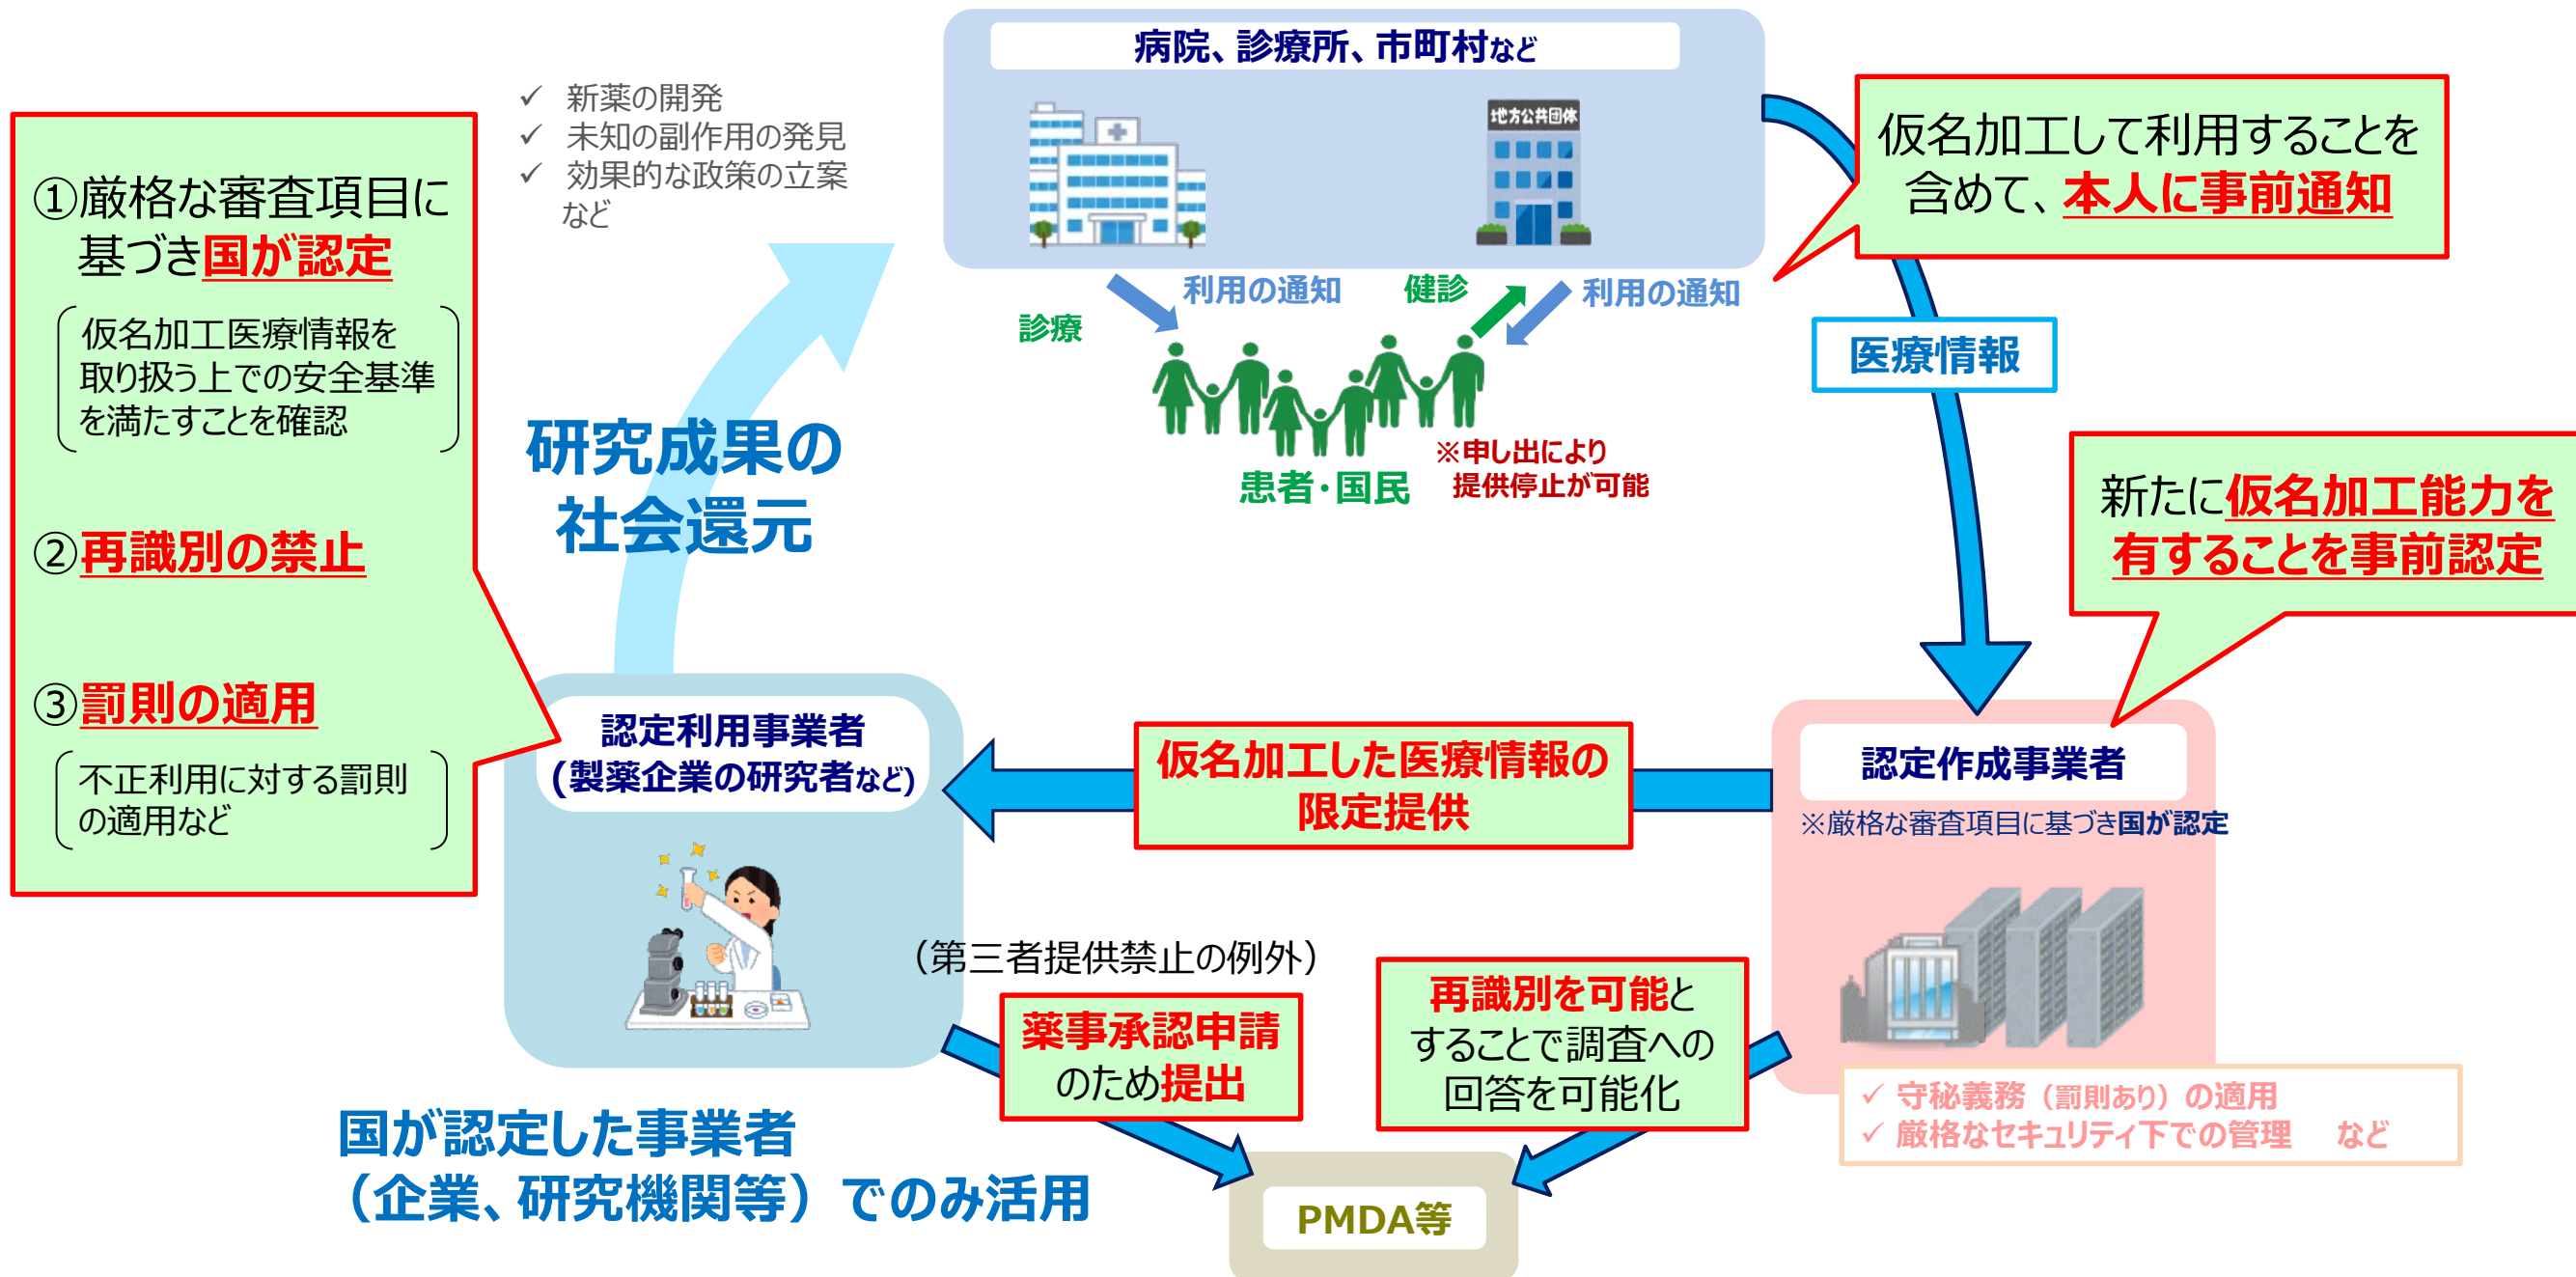 病院、診療所、市町村など
地方公共団体
✓ 新薬の開発
✓ 未知の副作用の発見
✓ 効果的な政策の立案
など
①厳格な審査項目に
基づき国が認定
仮名加工医療情報を
取り扱う上での安全基準
を満たすことを確認
②再識別の禁止
③罰則の適用
不正利用に対する罰則
の適用など
仮名加工して利用することを
含めて、本人に事前通知
診療
利用の通知
健診
利用の通知
患者・国民
※申し出により
提供停止が可能
医療情報
研究成果の
社会還元
新たに仮名加工能力を
有することを事前認定
認定利用事業者
(製薬企業の研究者など)
仮名加工した医療情報の
限定提供
認定作成事業者
※厳格な審査項目に基づき国が認定
（第三者提供禁止の例外）
薬事承認申請
のため提出
再識別を可能と
することで調査への
回答を可能化
✓ 守秘義務（罰則あり）の適用
✓ 厳格なセキュリティ下での管理 など
国が認定した事業者
（企業、研究機関等）でのみ活用
PMDA等